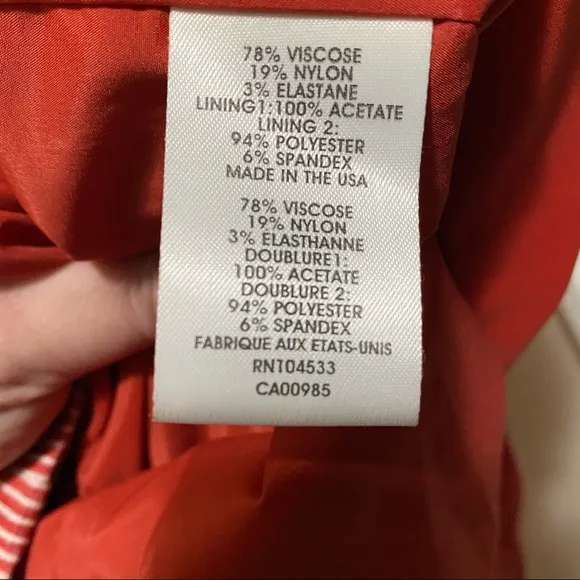 78% VISCOSE
19% NYLON
3% ELASTANE
LINING1:100% ACETATE
LINING 2:
94% POLYESTER
6% SPANDEX
MADE IN THE USA
78% VISCOSE
19% NYLON
3% ELASTHANNE
DOUBLURE1:
100% ACETATE
DOUBLURE 2:
94% POLYESTER
6% SPANDEX
FABRIQUE AUX ETATS-UNIS
RNT04533
CA00985